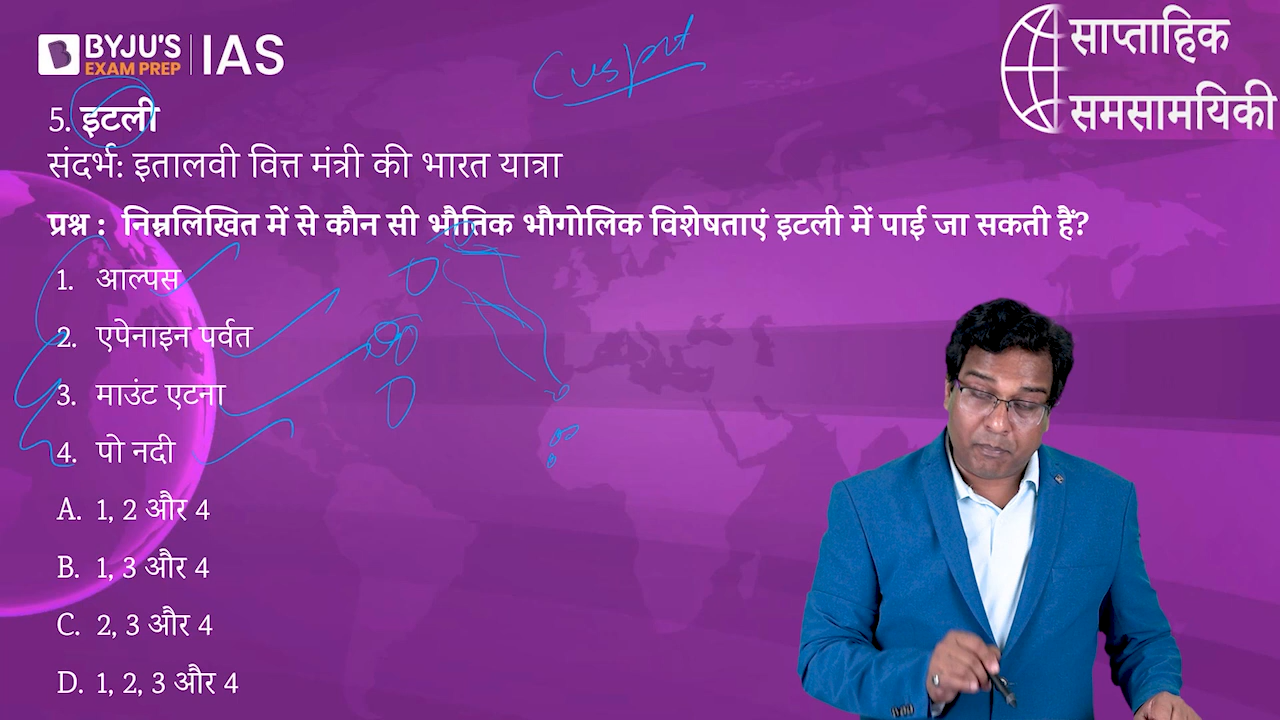 BYJU'S
EXAM PREP
IAS
साप्ताहिक
समसामयिकी
5. इटली
संदर्भ: इतालवी वित्त मंत्री की भारत यात्रा
प्रश्न : निम्नलिखित में से कौन सी भौतिक भौगोलिक विशेषताएं इटली में पाई जा सकती हैं?
1. आल्पस
2. एपेनाइन पर्वत
3. माउंट एटना
4. पो नदी
A. 1, 2 और 4
B. 1, 3 और 4
C. 2, 3 और 4
D. 1, 2, 3 और 4